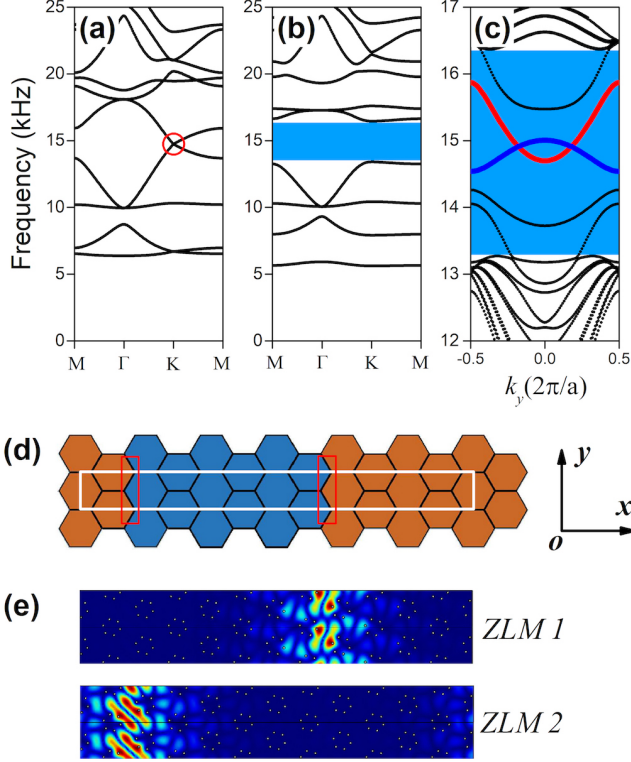 (a) (b) (c)
Frequency (kHz)
25 20 15 10 5 0
M Γ K M
25 20 15 10 5 0
M Γ K M
17 16 15 14 13 12
-0.5 0.0 0.5
k_y(2π/a)
(d)
y
x
o
(e)
ZLM 1
ZLM 2